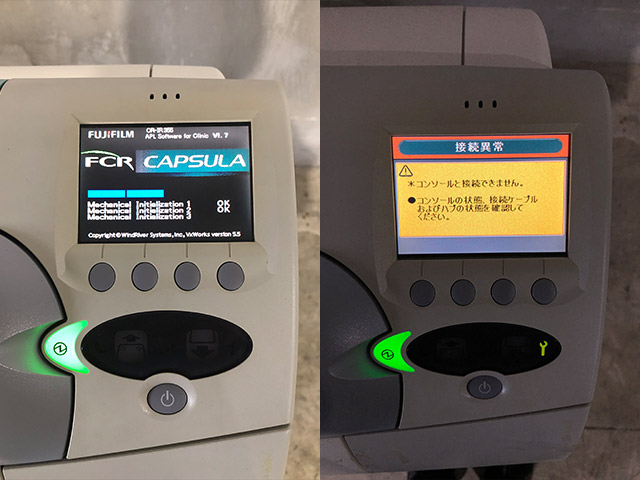 FUJIFILM
CR-IR 355
APL Software for Clinic V1. 7
FCR CAPSULA
Mechanical Initialization 1 OK
Mechanical Initialization 2 OK
Mechanical Initialization 3
Copyright ©WindRiver Systems, Inc, VxWorks version 5.5
接続異常
＊コンソールと接続できません。
●コンソールの状態、接続ケーブル
およびハブの状態を確認して
ください。